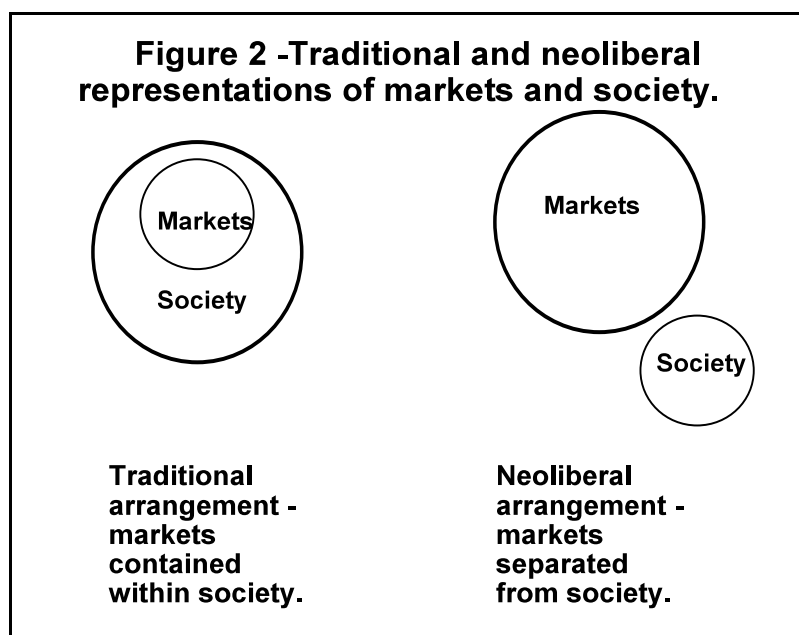 Figure 2 -Traditional and neoliberal
representations of markets and society.
Markets
Society
Markets
Society
Traditional
arrangement -
markets
contained
within society.
Neoliberal
arrangement -
markets
separated
from society.